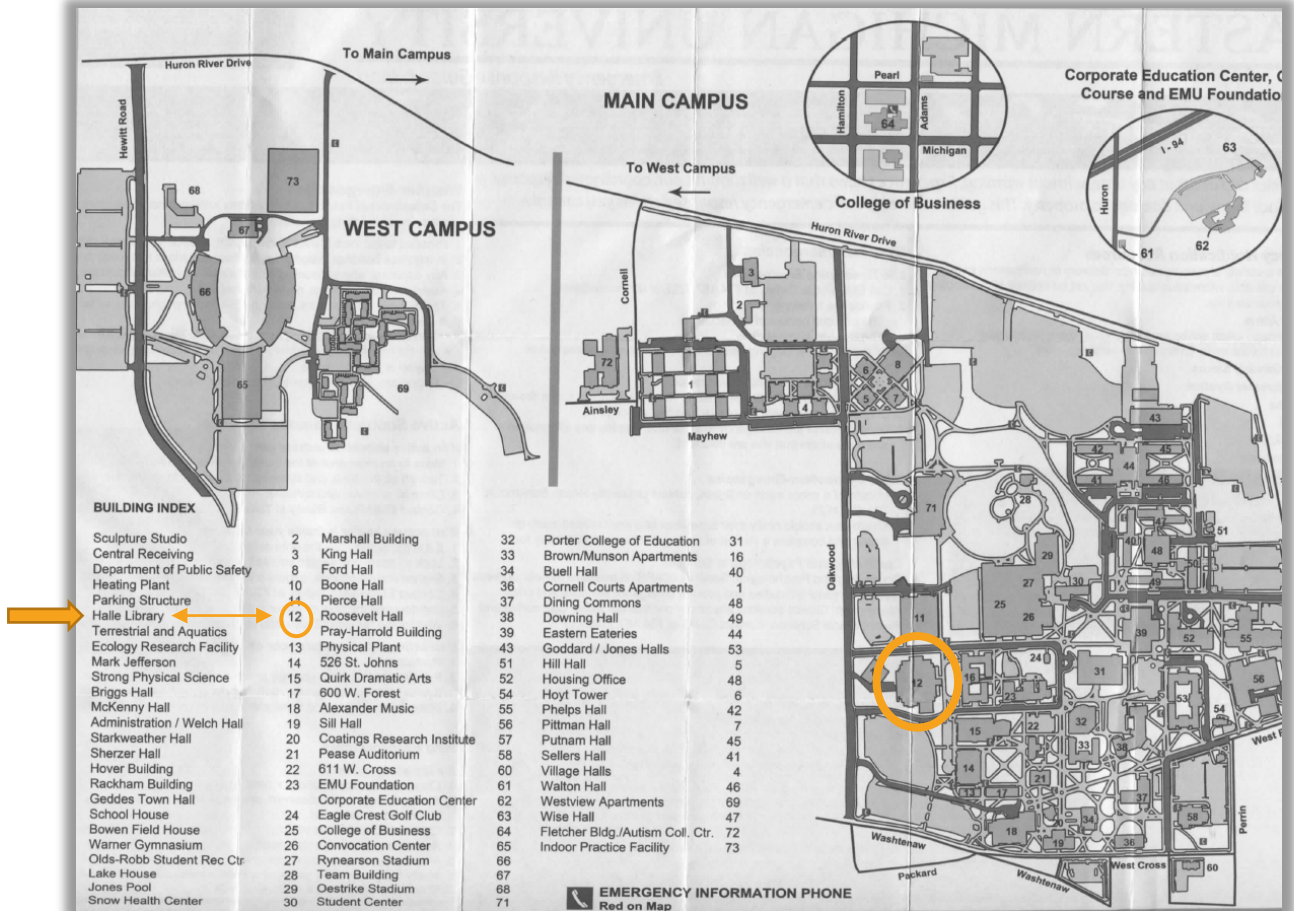 EASTERN MICHIGAN UNIVERSITY
To Main Campus
Huron River Drive
Hewitt Road
MAIN CAMPUS
Pearl
Hamilton
Adams
64
Michigan
College of Business
Corporate Education Center,
Course and EMU Foundatio
I - 94
63
Huron
62
61
To West Campus
Huron River Drive
WEST CAMPUS
73
68
67
66
65
69
Cornell
3
2
72
1
Ainsley
Mayhew
4
6
8
5
7
43
42
45
44
41
46
71
28
Oakwood
47
51
40
48
50
49
29
27
30
25
26
11
39
52
55
12
16
24
23
31
53
56
54
15
22
32
33
38
14
21
13
17
37
18
34
20
19
36
58
60
West
Perrin
Washtenaw
Packard
Washtenaw
West Cross
BUILDING INDEX
Sculpture Studio 2
Central Receiving 3
Department of Public Safety 8
Heating Plant 10
Parking Structure 11
Halle Library 12
Terrestrial and Aquatics
Ecology Research Facility 13
Mark Jefferson 14
Strong Physical Science 15
Briggs Hall 17
McKenny Hall 18
Administration / Welch Hall 19
Starkweather Hall 20
Sherzer Hall 21
Hover Building 22
Rackham Building 23
Geddes Town Hall
School House 24
Bowen Field House 25
Warner Gymnasium 26
Olds-Robb Student Rec Ctr 27
Lake House 28
Jones Pool 29
Snow Health Center 30
Marshall Building 32
King Hall 33
Ford Hall 34
Boone Hall 36
Pierce Hall 37
Roosevelt Hall 38
Pray-Harrold Building 39
Physical Plant 43
526 St. Johns 51
Quirk Dramatic Arts 52
600 W. Forest 54
Alexander Music 55
Sill Hall 56
Coatings Research Institute 57
Pease Auditorium 58
611 W. Cross 60
EMU Foundation 61
Corporate Education Center 62
Eagle Crest Golf Club 63
College of Business 64
Convocation Center 65
Rynearson Stadium 66
Team Building 67
Oestrike Stadium 68
Student Center 71
Porter College of Education 31
Brown/Munson Apartments 16
Buell Hall 40
Cornell Courts Apartments 1
Dining Commons 48
Downing Hall 49
Eastern Eateries 44
Goddard / Jones Halls 53
Hill Hall 5
Housing Office 48
Hoyt Tower 6
Phelps Hall 42
Pittman Hall 7
Putnam Hall 45
Sellers Hall 41
Village Halls 4
Walton Hall 46
Westview Apartments 69
Wise Hall 47
Fletcher Bldg./Autism Coll. Ctr. 72
Indoor Practice Facility 73
EMERGENCY INFORMATION PHONE
Red on Map